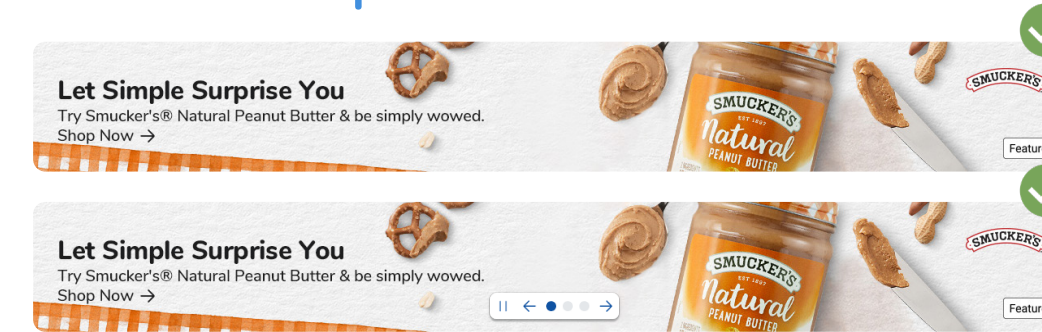 Let Simple Surprise You
Try Smucker's® Natural Peanut Butter & be simply wowed.
Shop Now →
SMUCKER'S
EST 1897
Natural
PEANUT BUTTER
SMUCKER'S
Let Simple Surprise You
Try Smucker's® Natural Peanut Butter & be simply wowed.
Shop Now →
SMUCKER'S
EST 1897
Natural
PEANUT BUTTER
SMUCKER'S